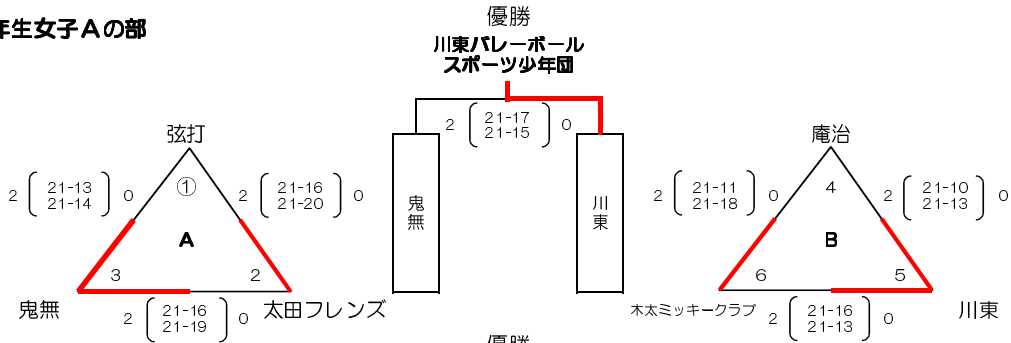 年生女子Aの部
優勝
川東バレーボール
スポーツ少年団
2 21-17 0
21-15
鬼無
川東
弦打
2 21-13 0
21-14
①
2 21-16 0
21-20
A
3
2
鬼無
太田フレンズ
2 21-16 0
21-19
庵治
2 21-11 0
21-18
4
2 21-10 0
21-13
B
6
5
木太ミッキークラブ
川東
2 21-16 0
21-13
優勝